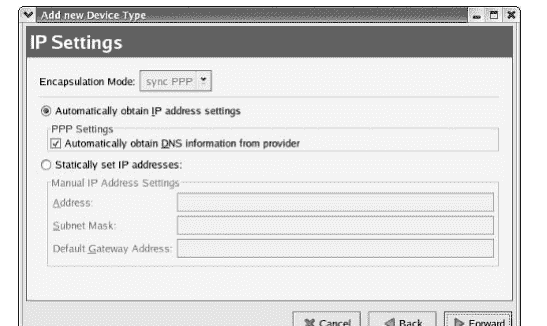 Add new Device Type
IP Settings
Encapsulation Mode: sync PPP
Automatically obtain IP address settings
PPP Settings
Automatically obtain DNS information from provider
Statically set IP addresses:
Manual IP Address Settings
Address:
Subnet Mask:
Default Gateway Address:
Cancel Back Forward